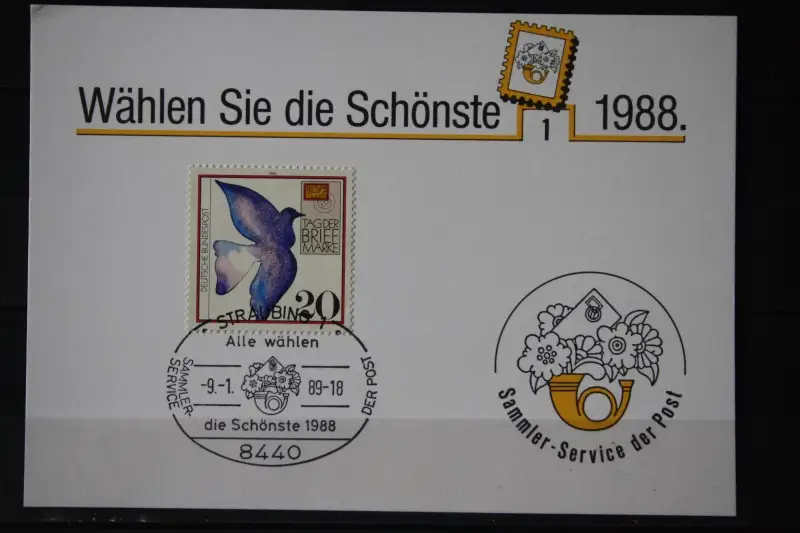 Wählen Sie die Schönste 1 1988.
DEUTSCHE BUNDESPOST
TAG DER
BRIEF
MARKE
20
STRAUBING 1
Alle wählen
SAMMLER-
SERVICE
-9.-1. 89-18
DER POST
die Schönste 1988
8440
Sammler-Service der Post